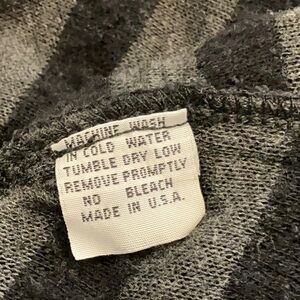 MACHINE WASH
IN COLD WATER
TUMBLE DRY LOW
REMOVE PROMPTLY
NO BLEACH
MADE IN U.S.A.